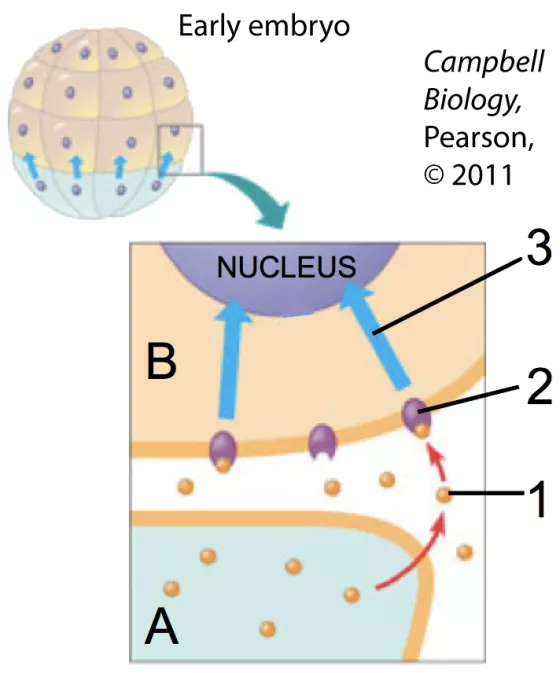 Early embryo
Campbell
Biology,
Pearson,
© 2011
NUCLEUS
3
B
2
1
A